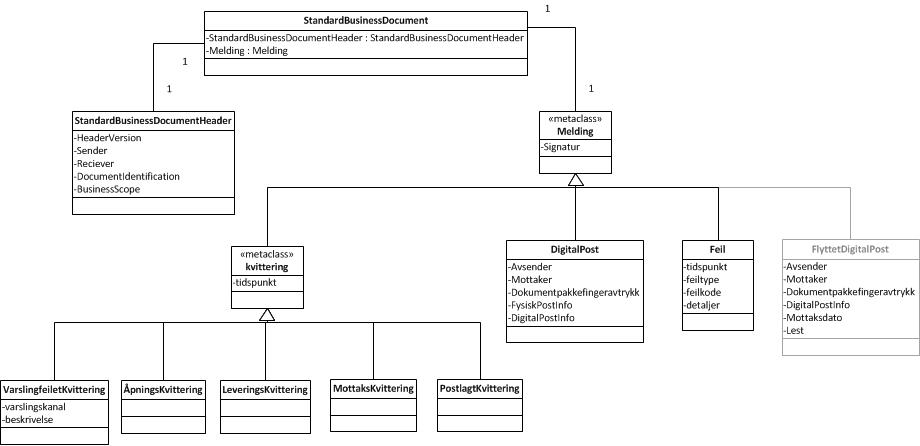 StandardBusinessDocument
-StandardBusinessDocumentHeader : StandardBusinessDocumentHeader
-Melding : Melding
1
1
1
1
StandardBusinessDocumentHeader
-HeaderVersion
-Sender
-Reciever
-DocumentIdentification
-BusinessScope
«metaclass»
Melding
-Signatur
«metaclass»
kvittering
-tidspunkt
DigitalPost
-Avsender
-Mottaker
-Dokumentpakkefingeravtrykk
-FysiskPostInfo
-DigitalPostInfo
Feil
-tidspunkt
-feiltype
-feilkode
-detaljer
FlyttetDigitalPost
-Avsender
-Mottaker
-Dokumentpakkefingeravtrykk
-DigitalPostInfo
-Mottaksdato
-Lest
VarslingfeiletKvittering
-varslingskanal
-beskrivelse
ÅpningsKvittering
LeveringsKvittering
MottaksKvittering
PostlagtKvittering